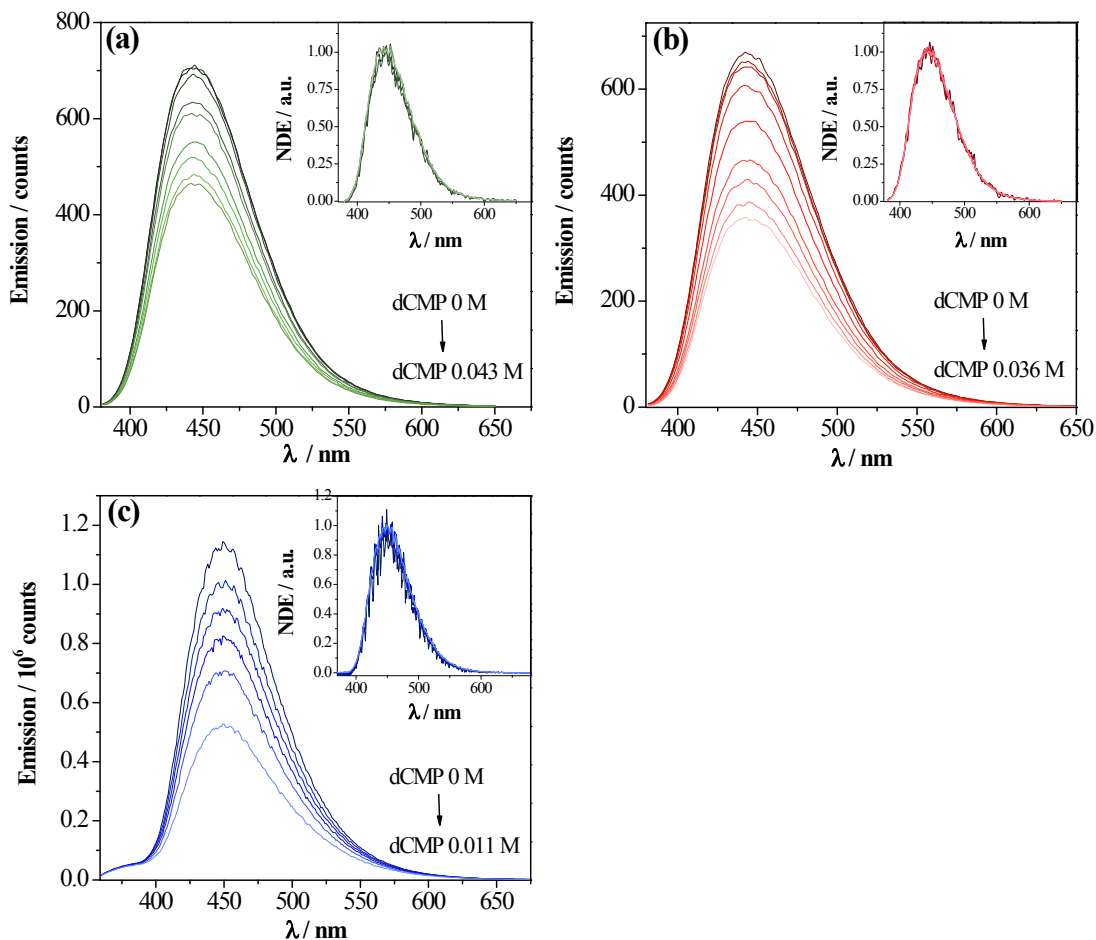 (a)
Emission / counts
800
600
400
200
0
400 450 500 550 600 650
λ / nm
NDE / a.u.
1.00
0.75
0.50
0.25
0.00
400 500 600
λ / nm
dCMP 0 M
dCMP 0.043 M
(b)
Emission / counts
600
400
200
0
400 450 500 550 600 650
λ / nm
NDE / a.u.
1.00
0.75
0.50
0.25
0.00
400 500 600
λ / nm
dCMP 0 M
dCMP 0.036 M
(c)
Emission / 10⁶ counts
1.2
1.0
0.8
0.6
0.4
0.2
0.0
400 450 500 550 600 650
λ / nm
NDE / a.u.
1.2
1.0
0.8
0.6
0.4
0.2
0.0
400 500 600
λ / nm
dCMP 0 M
dCMP 0.011 M